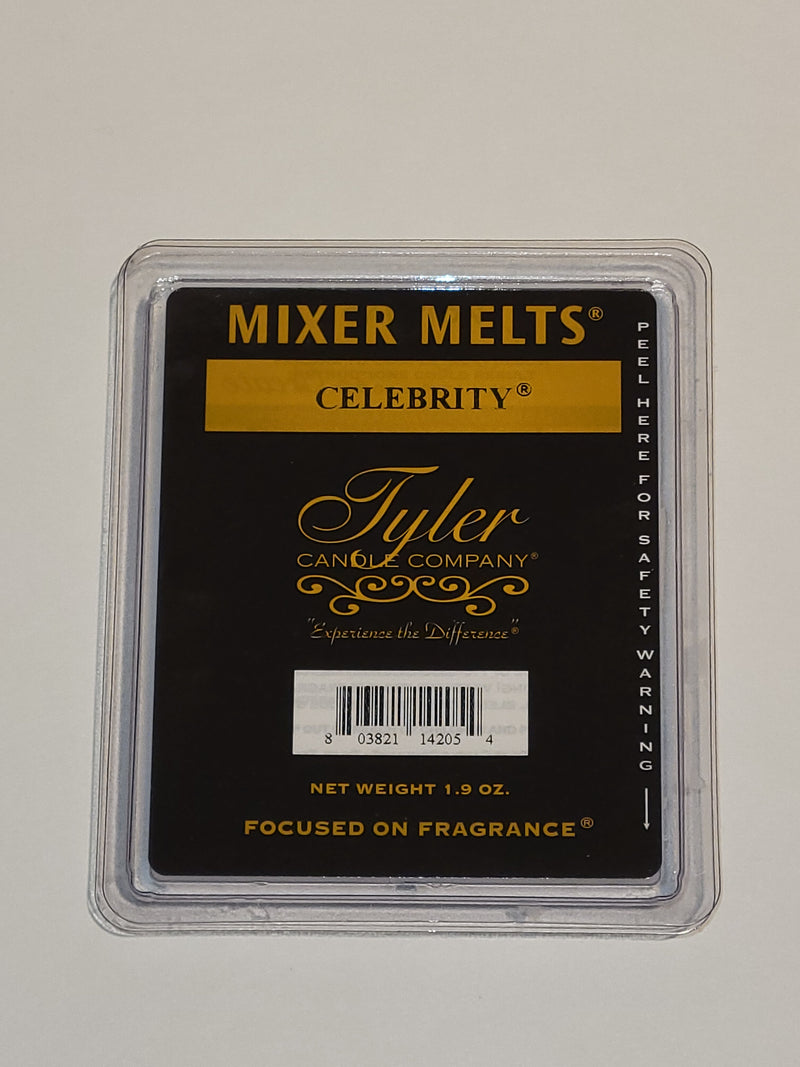 MIXER MELTS®
CELEBRITY®
Tyler
CANDLE COMPANY®
"Experience the Difference"®
8 03821 14205 4
NET WEIGHT 1.9 OZ.
FOCUSED ON FRAGRANCE®
PEEL HERE FOR SAFETY WARNING